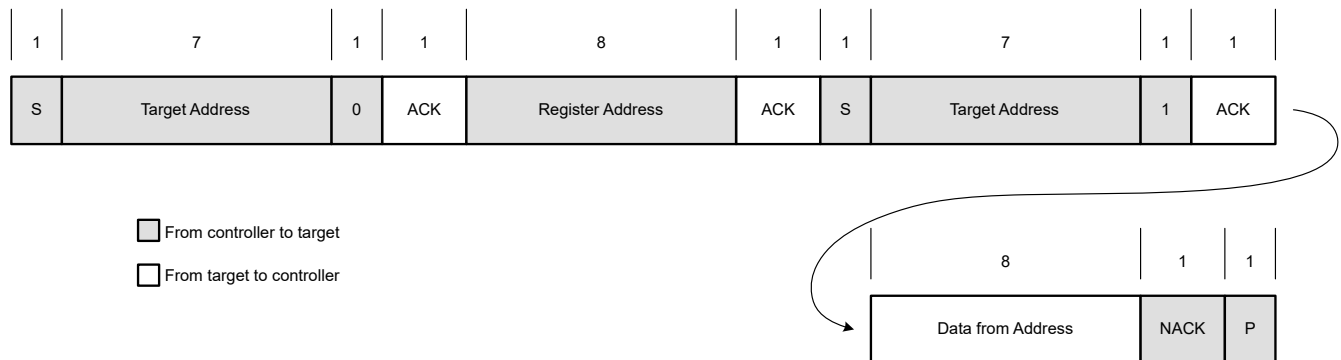 1 7 1 1 8 1 1 7 1 1
S Target Address 0 ACK Register Address ACK S Target Address 1 ACK
From controller to target
From target to controller
8 1 1
Data from Address NACK P